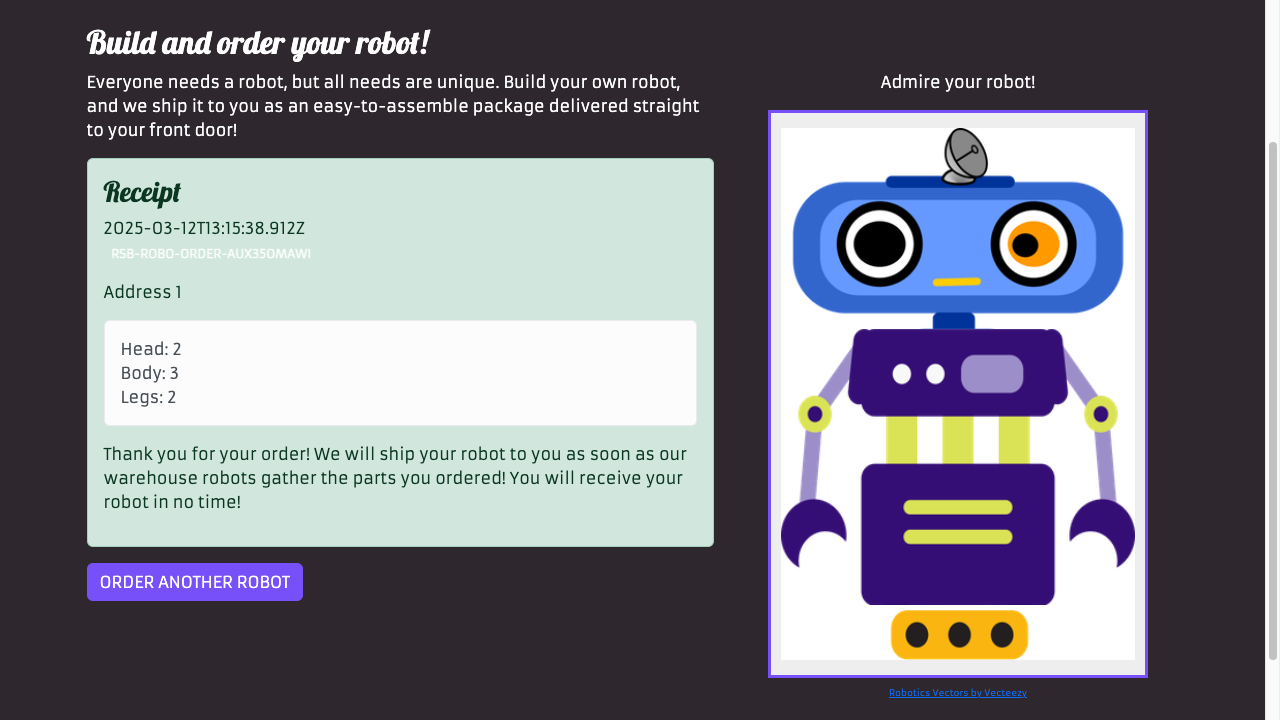 Build and order your robot!
Everyone needs a robot, but all needs are unique. Build your own robot,
and we ship it to you as an easy-to-assemble package delivered straight
to your front door!
Receipt
2025-03-12T13:15:38.912Z
RSB-ROBO-ORDER-AUX35OMAWI
Address 1
Head: 2
Body: 3
Legs: 2
Thank you for your order! We will ship your robot to you as soon as our
warehouse robots gather the parts you ordered! You will receive your
robot in no time!
ORDER ANOTHER ROBOT
Admire your robot!
Robotics Vectors by Vecteezy